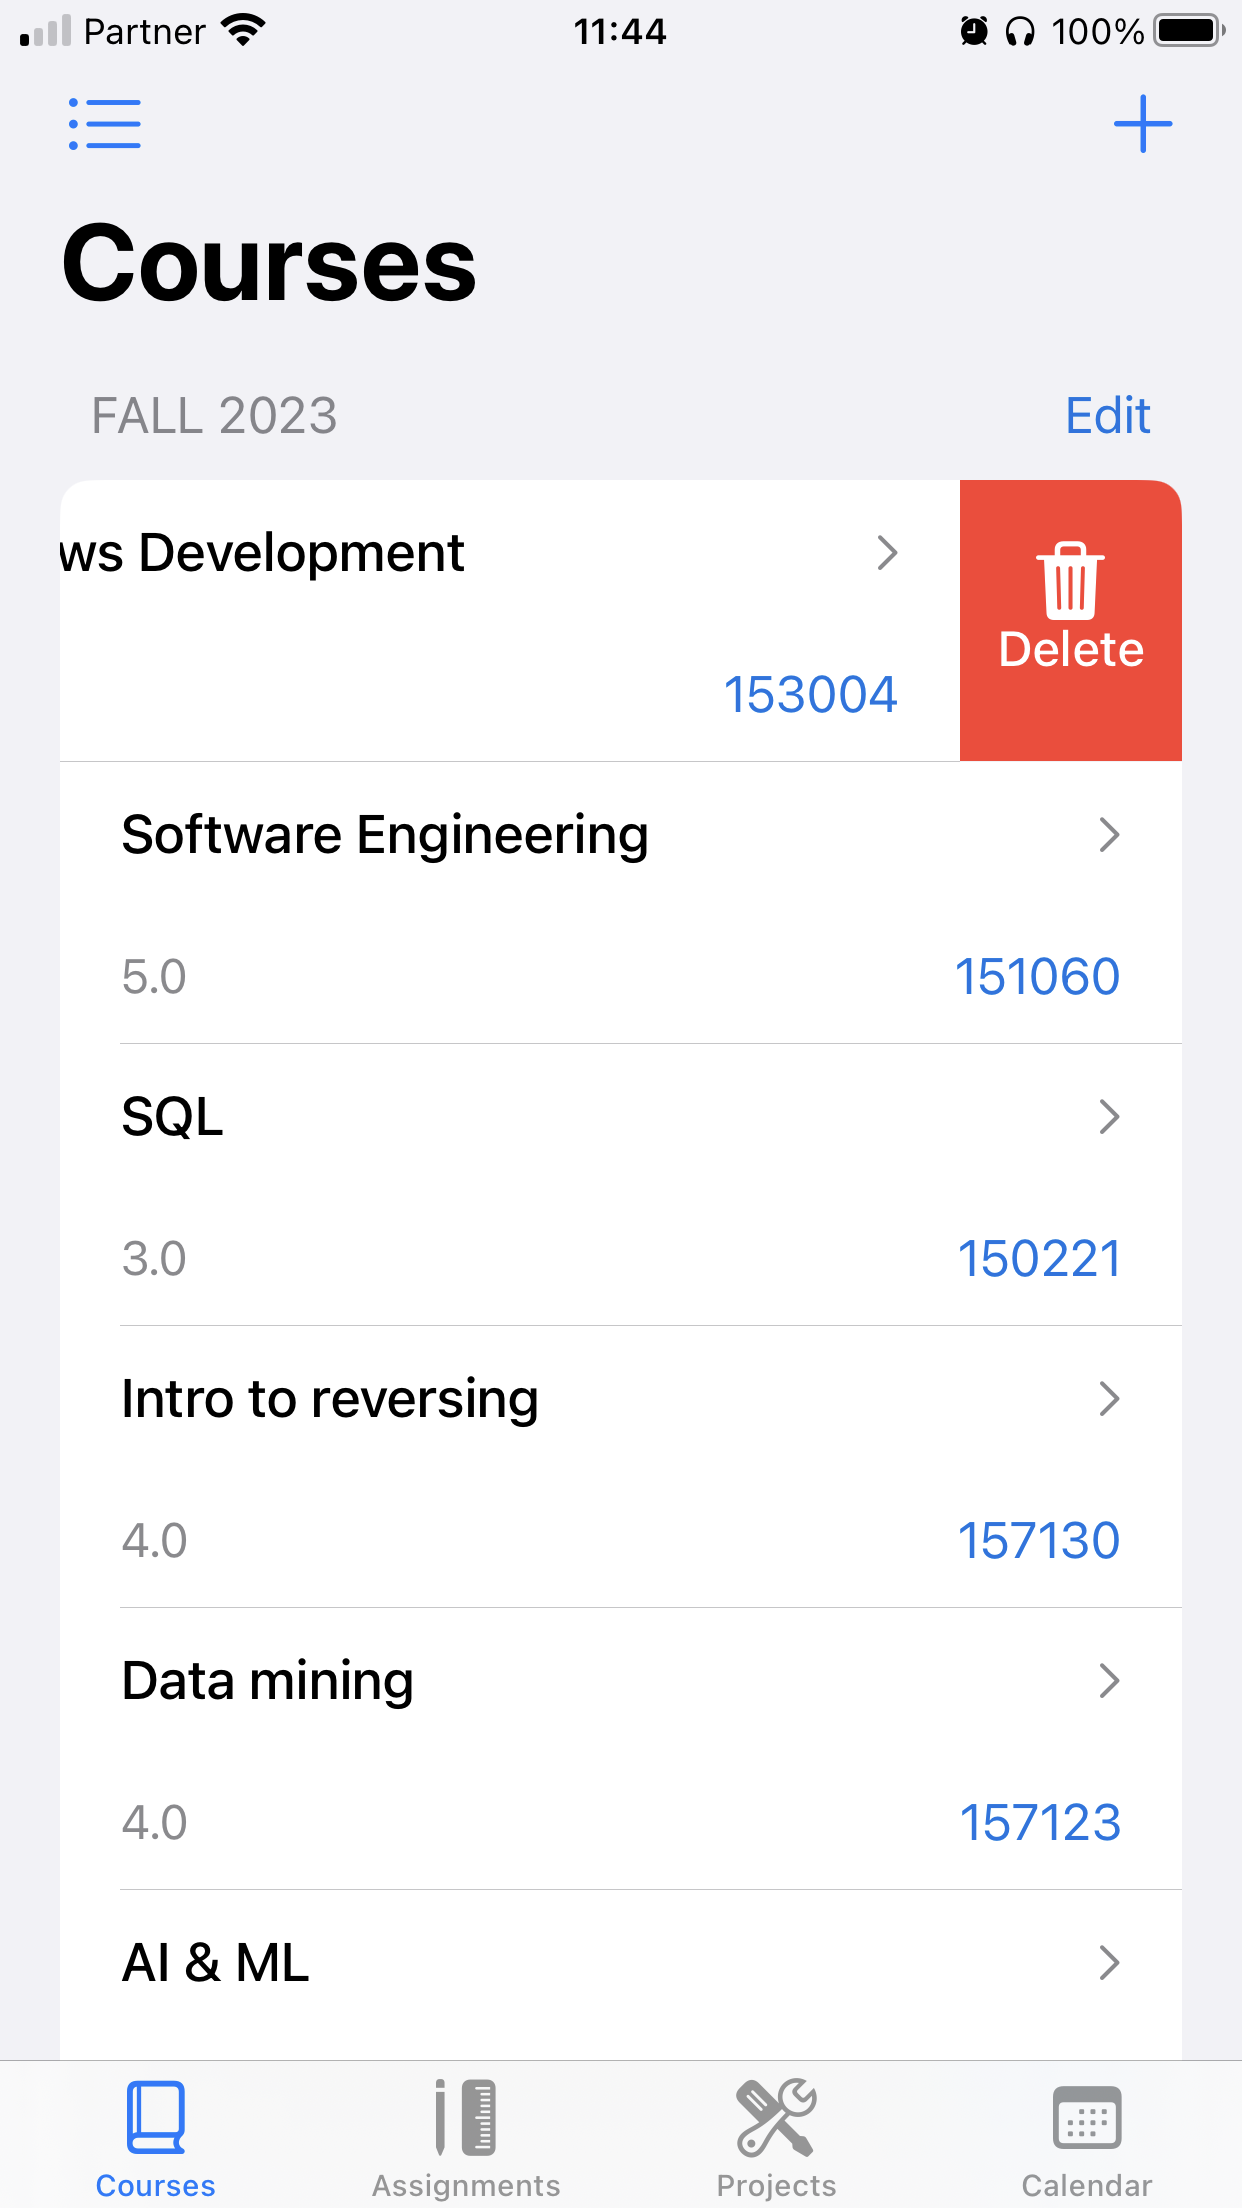 Partner 11:44 100%
Courses
FALL 2023 Edit
ws Development
Delete
153004
Software Engineering
5.0 151060
SQL
3.0 150221
Intro to reversing
4.0 157130
Data mining
4.0 157123
AI & ML
Courses Assignments Projects Calendar